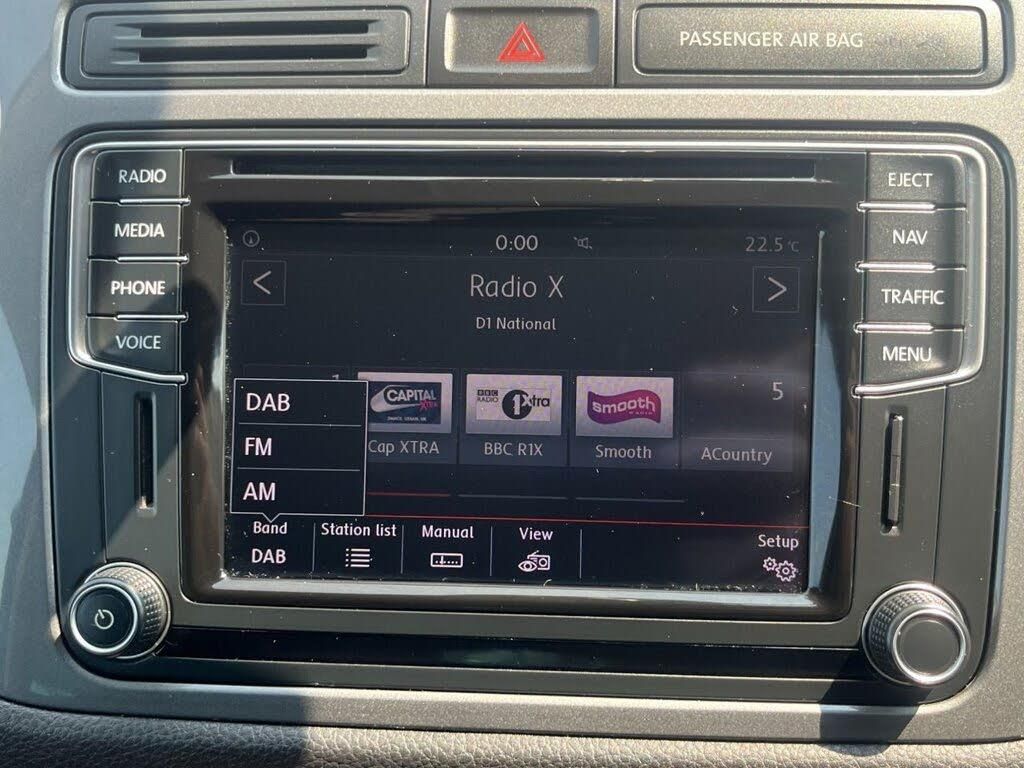 PASSENGER AIR BAG
RADIO
MEDIA
PHONE
VOICE
EJECT
NAV
TRAFFIC
MENU
0:00
22.5°C
<
Radio X
>
D1 National
CAPITAL
XTRA
BBC
RADIO
1Xtra
smooth
RADIO
5
Cap XTRA
BBC R1X
Smooth
ACountry
DAB
FM
AM
Band
DAB
Station list
Manual
View
Setup